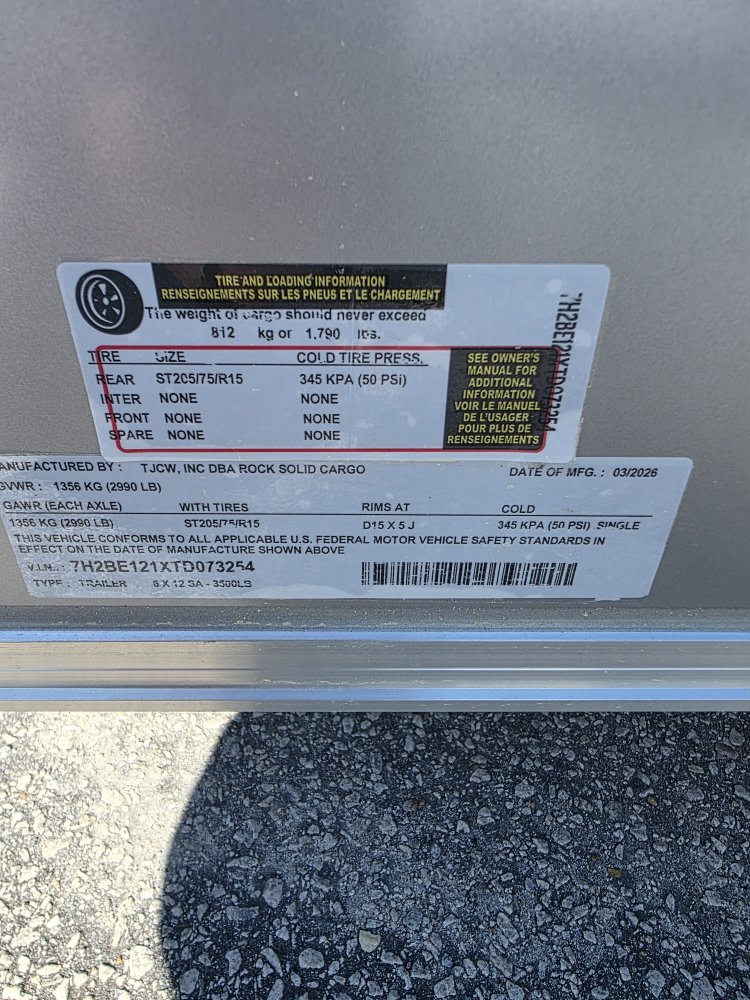 TIRE AND LOADING INFORMATION
RENSEIGNEMENTS SUR LES PNEUS ET LE CHARGEMENT
The weight of cargo should never exceed
812 kg or 1,790 lbs.
TIRE SIZE COLD TIRE PRESS.
REAR ST205/75/R15 345 KPA (50 PSI)
INTER NONE NONE
FRONT NONE NONE
SPARE NONE NONE
SEE OWNER'S
MANUAL FOR
ADDITIONAL
INFORMATION
VOIR LE MANUEL
DE L'USAGER
POUR PLUS DE
RENSEIGNEMENTS
7H2BE121XTD073254
ANUFACTURED BY : TJCW, INC DBA ROCK SOLID CARGO DATE OF MFG. : 03/2026
GVWR : 1356 KG (2990 LB)
GAWR (EACH AXLE) WITH TIRES RIMS AT COLD
1356 KG (2990 LB) ST205/75/R15 D15 X 5 J 345 KPA (50 PSI) SINGLE
THIS VEHICLE CONFORMS TO ALL APPLICABLE U.S. FEDERAL MOTOR VEHICLE SAFETY STANDARDS IN
EFFECT ON THE DATE OF MANUFACTURE SHOWN ABOVE
V.I.N.: 7H2BE121XTD073254
TYPE : TRAILER 6 X 12 SA - 3500LB